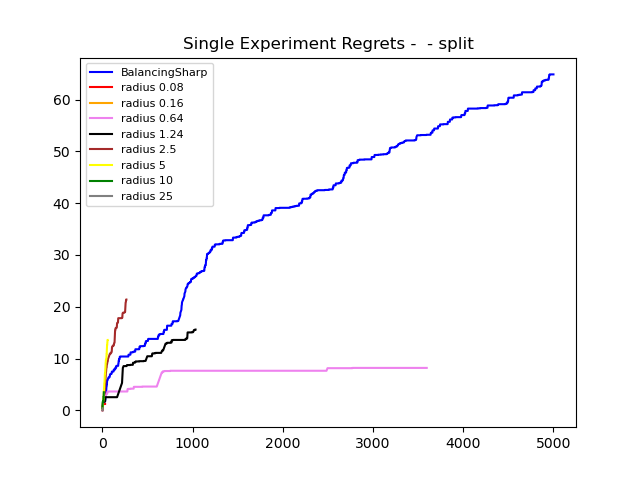 Single Experiment Regrets -  - split
BalancingSharp
radius 0.08
radius 0.16
radius 0.64
radius 1.24
radius 2.5
radius 5
radius 10
radius 25
60
50
40
30
20
10
0
0 1000 2000 3000 4000 5000